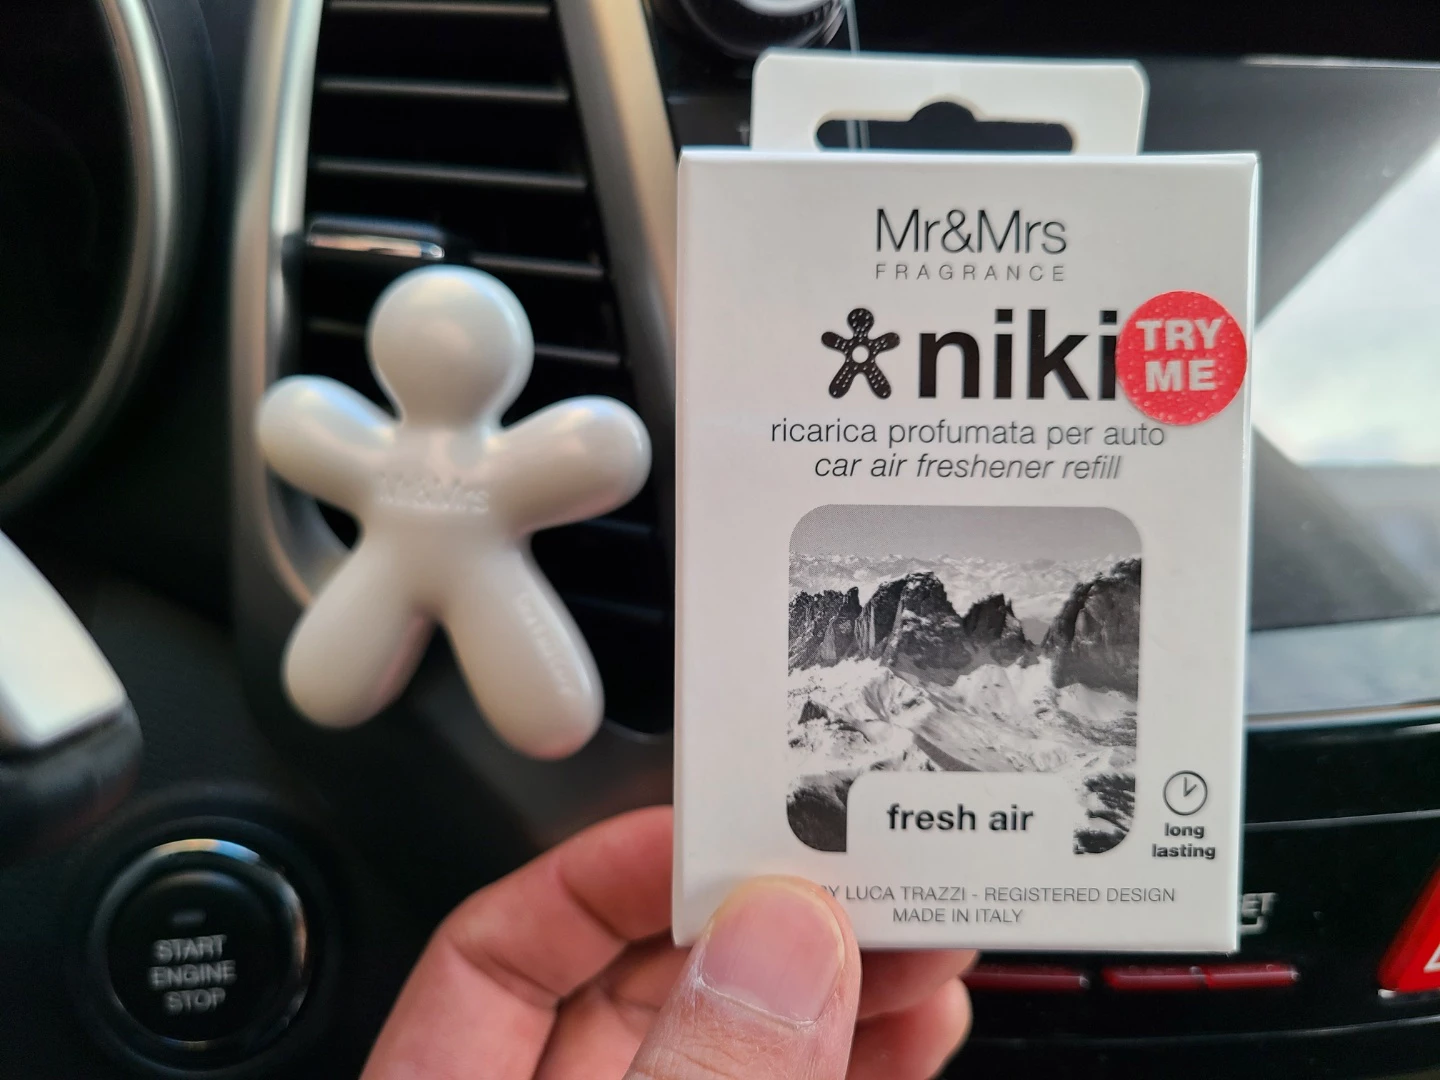 Mr&Mrs
FRAGRANCE
niki
TRY
ME
ricarica profumata per auto
car air freshener refill
fresh air
long
lasting
LUCA TRAZZI - REGISTERED DESIGN
MADE IN ITALY
START
ENGINE
STOP